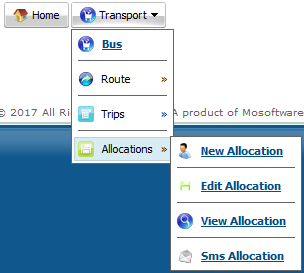 Home
Transport
Bus
Route »
© 2017 All Ri
A product of Mosoftware
Trips »
Allocations »
New Allocation
Edit Allocation
View Allocation
Sms Allocation